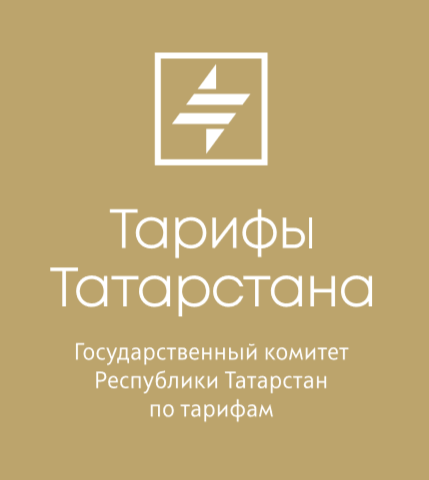 Тарифы
Татарстана
Государственный комитет
Республики Татарстан
по тарифам